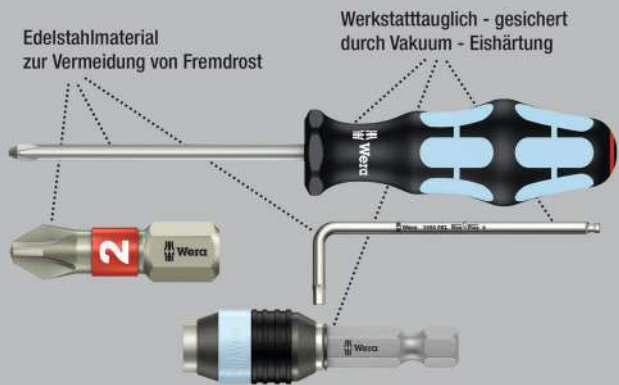 Edelstahlmaterial
zur Vermeidung von Fremdrost
Werkstatttauglich - gesichert
durch Vakuum - Eishärtung
Wera
Wera
2
Wera
Wera